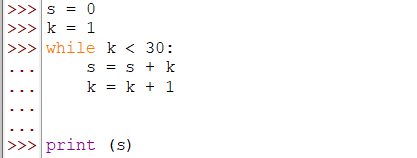 >>> s = 0
>>> k = 1
>>> while k < 30:
...     s = s + k
...     k = k + 1
...
...
>>> print (s)